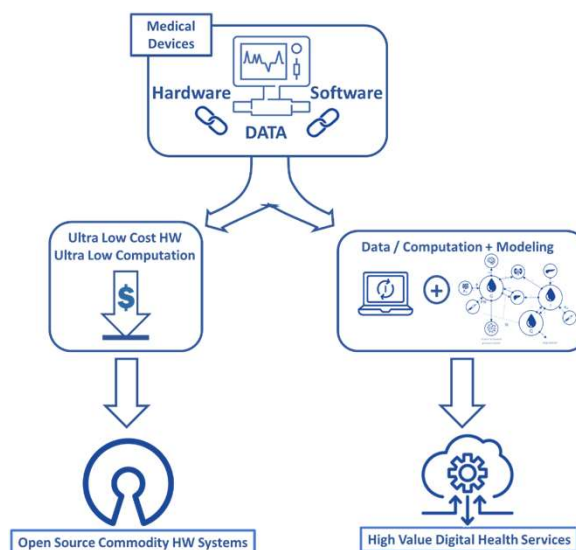 Medical
Devices
Hardware
Software
DATA
Ultra Low Cost HW
Ultra Low Computation
$
Data / Computation + Modeling
Open Source Commodity HW Systems
High Value Digital Health Services